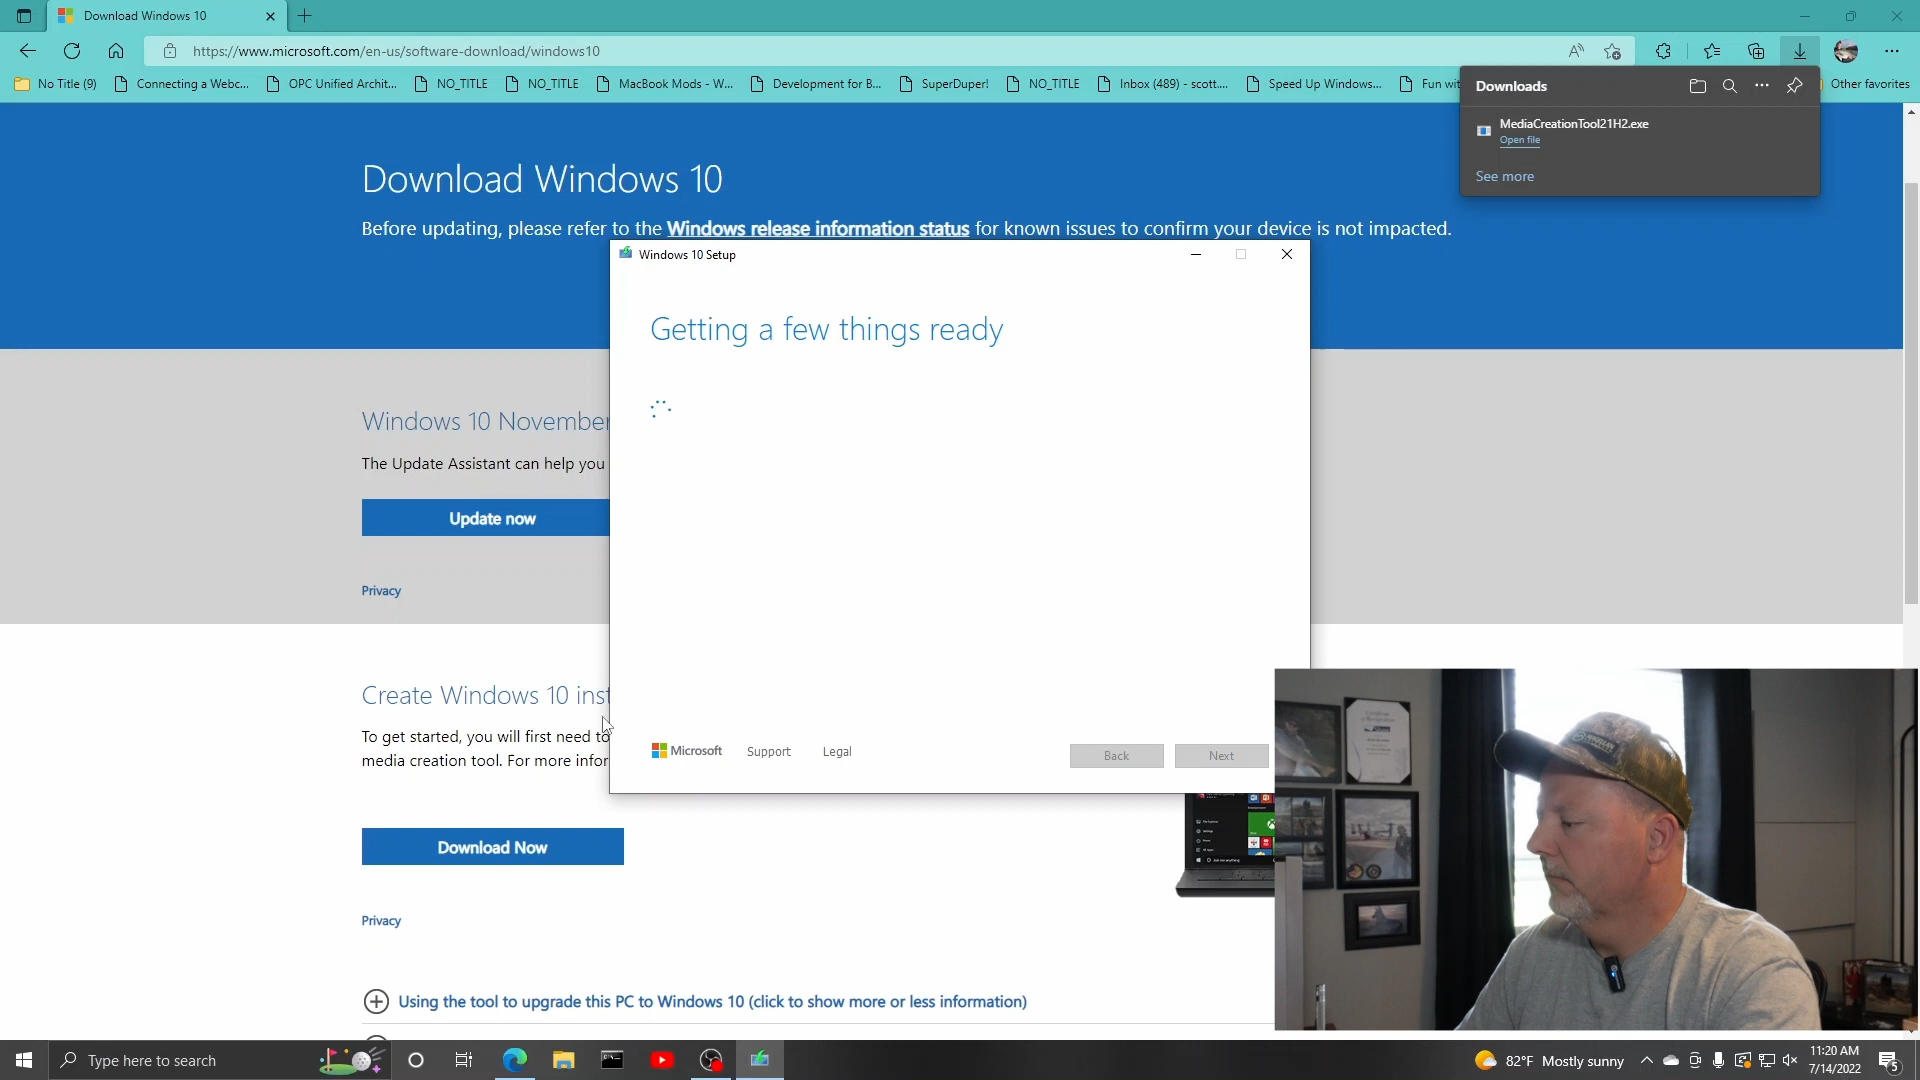 Download Windows 10
https://www.microsoft.com/en-us/software-download/windows10
No Title (9)
Connecting a Webc...
OPC Unified Archit...
NO_TITLE
NO_TITLE
MacBook Mods - W...
Development for B...
SuperDuper!
NO_TITLE
Inbox (489) - scott....
Speed Up Windows...
Fun wit
Other favorites
Downloads
MediaCreationTool21H2.exe
Open file
See more
Download Windows 10
Before updating, please refer to the Windows release information status for known issues to confirm your device is not impacted.
Windows 10 Setup
Getting a few things ready
Windows 10 November
The Update Assistant can help you
Update now
Privacy
Create Windows 10 inst
To get started, you will first need to
media creation tool. For more infor
Microsoft
Support
Legal
Back
Next
Download Now
Privacy
Using the tool to upgrade this PC to Windows 10 (click to show more or less information)
Type here to search
82°F Mostly sunny
11:20 AM
7/14/2022
5